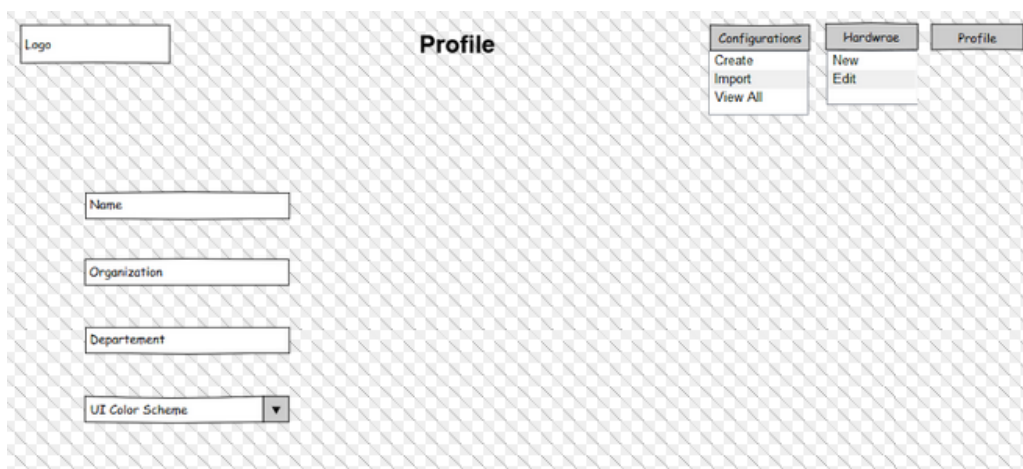 Logo
Profile
Configurations
Create
Import
View All
Hardwrae
New
Edit
Profile
Name
Organization
Departement
UI Color Scheme